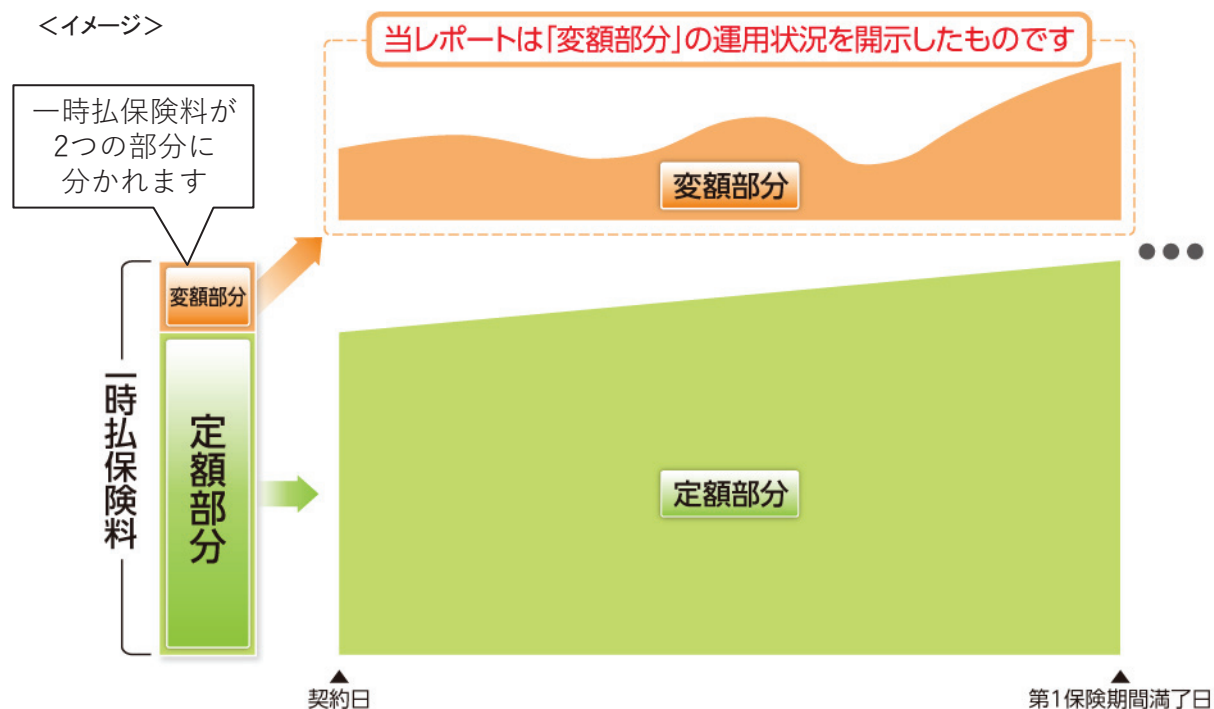 ＜イメージ＞
当レポートは「変額部分」の運用状況を開示したものです
一時払保険料が
2つの部分に
分かれます
変額部分
変額部分
一時払保険料
定額部分
定額部分
▲
契約日
▲
第1保険期間満了日
●●●